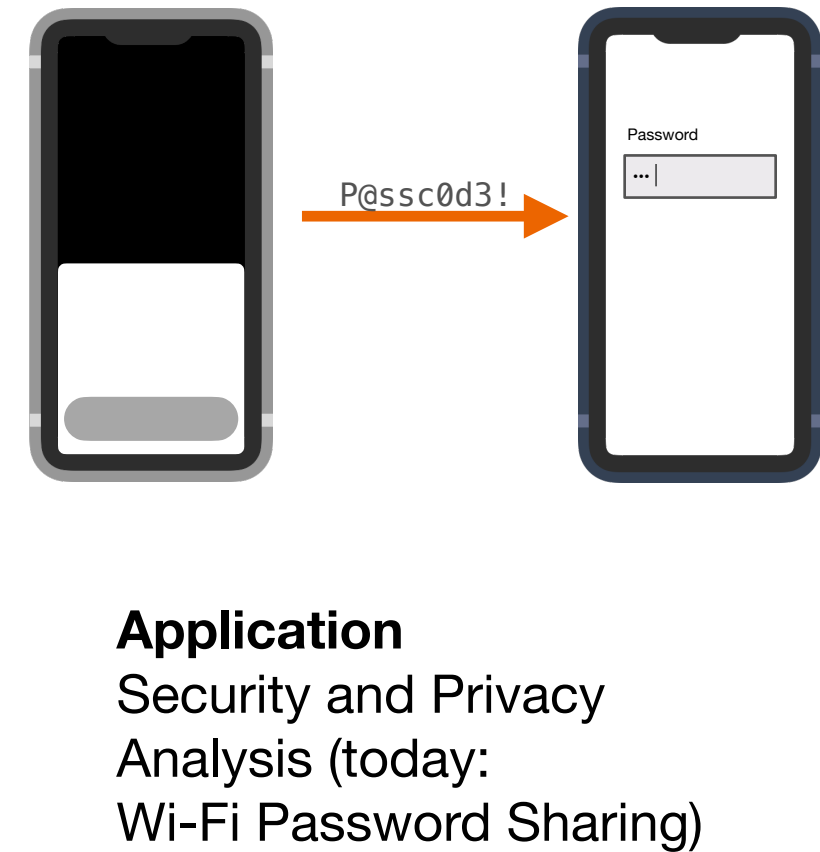 P@ssc0d3!
Password
•••
Application
Security and Privacy
Analysis (today:
Wi-Fi Password Sharing)